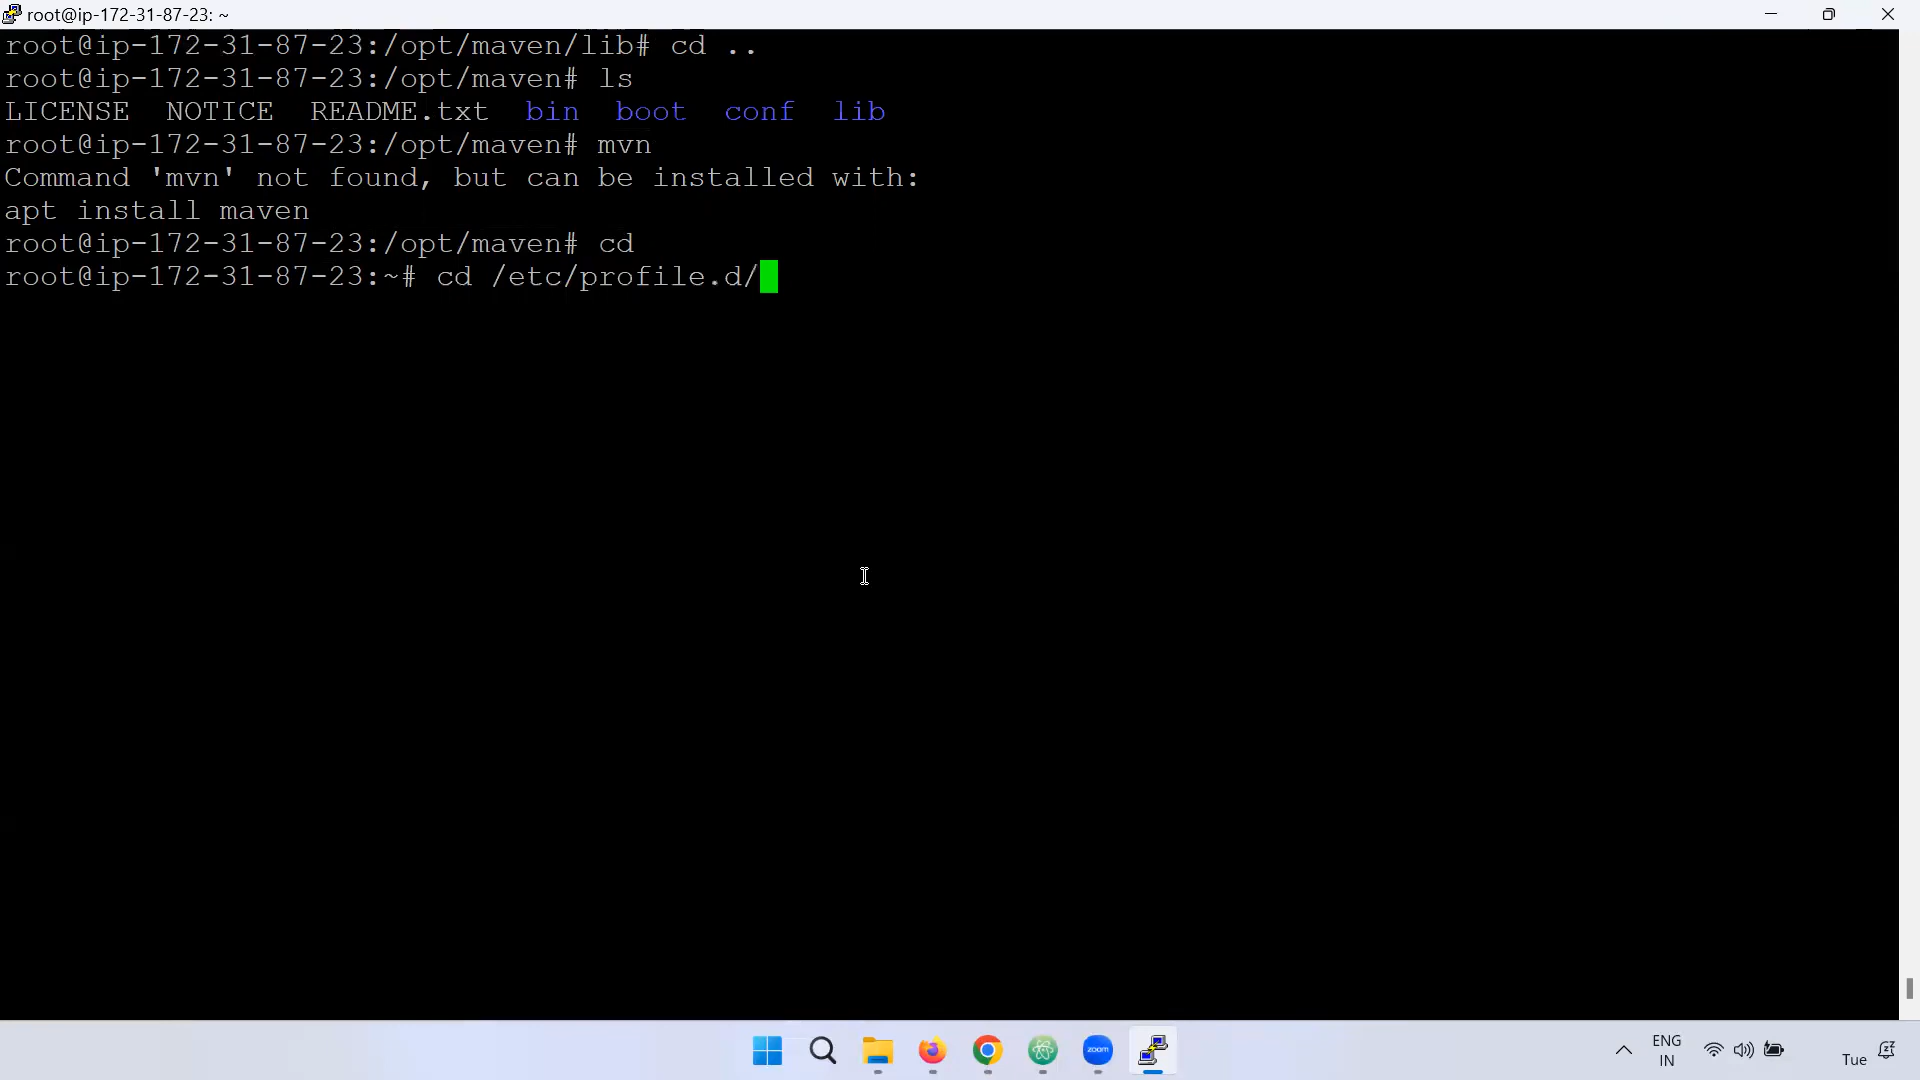 root@ip-172-31-87-23: ~
root@ip-172-31-87-23:/opt/maven/lib# cd ..
root@ip-172-31-87-23:/opt/maven# ls
LICENSE  NOTICE  README.txt  bin  boot  conf  lib
root@ip-172-31-87-23:/opt/maven# mvn
Command 'mvn' not found, but can be installed with:
apt install maven
root@ip-172-31-87-23:/opt/maven# cd
root@ip-172-31-87-23:~# cd /etc/profile.d/
zoom
ENG
IN
Tue